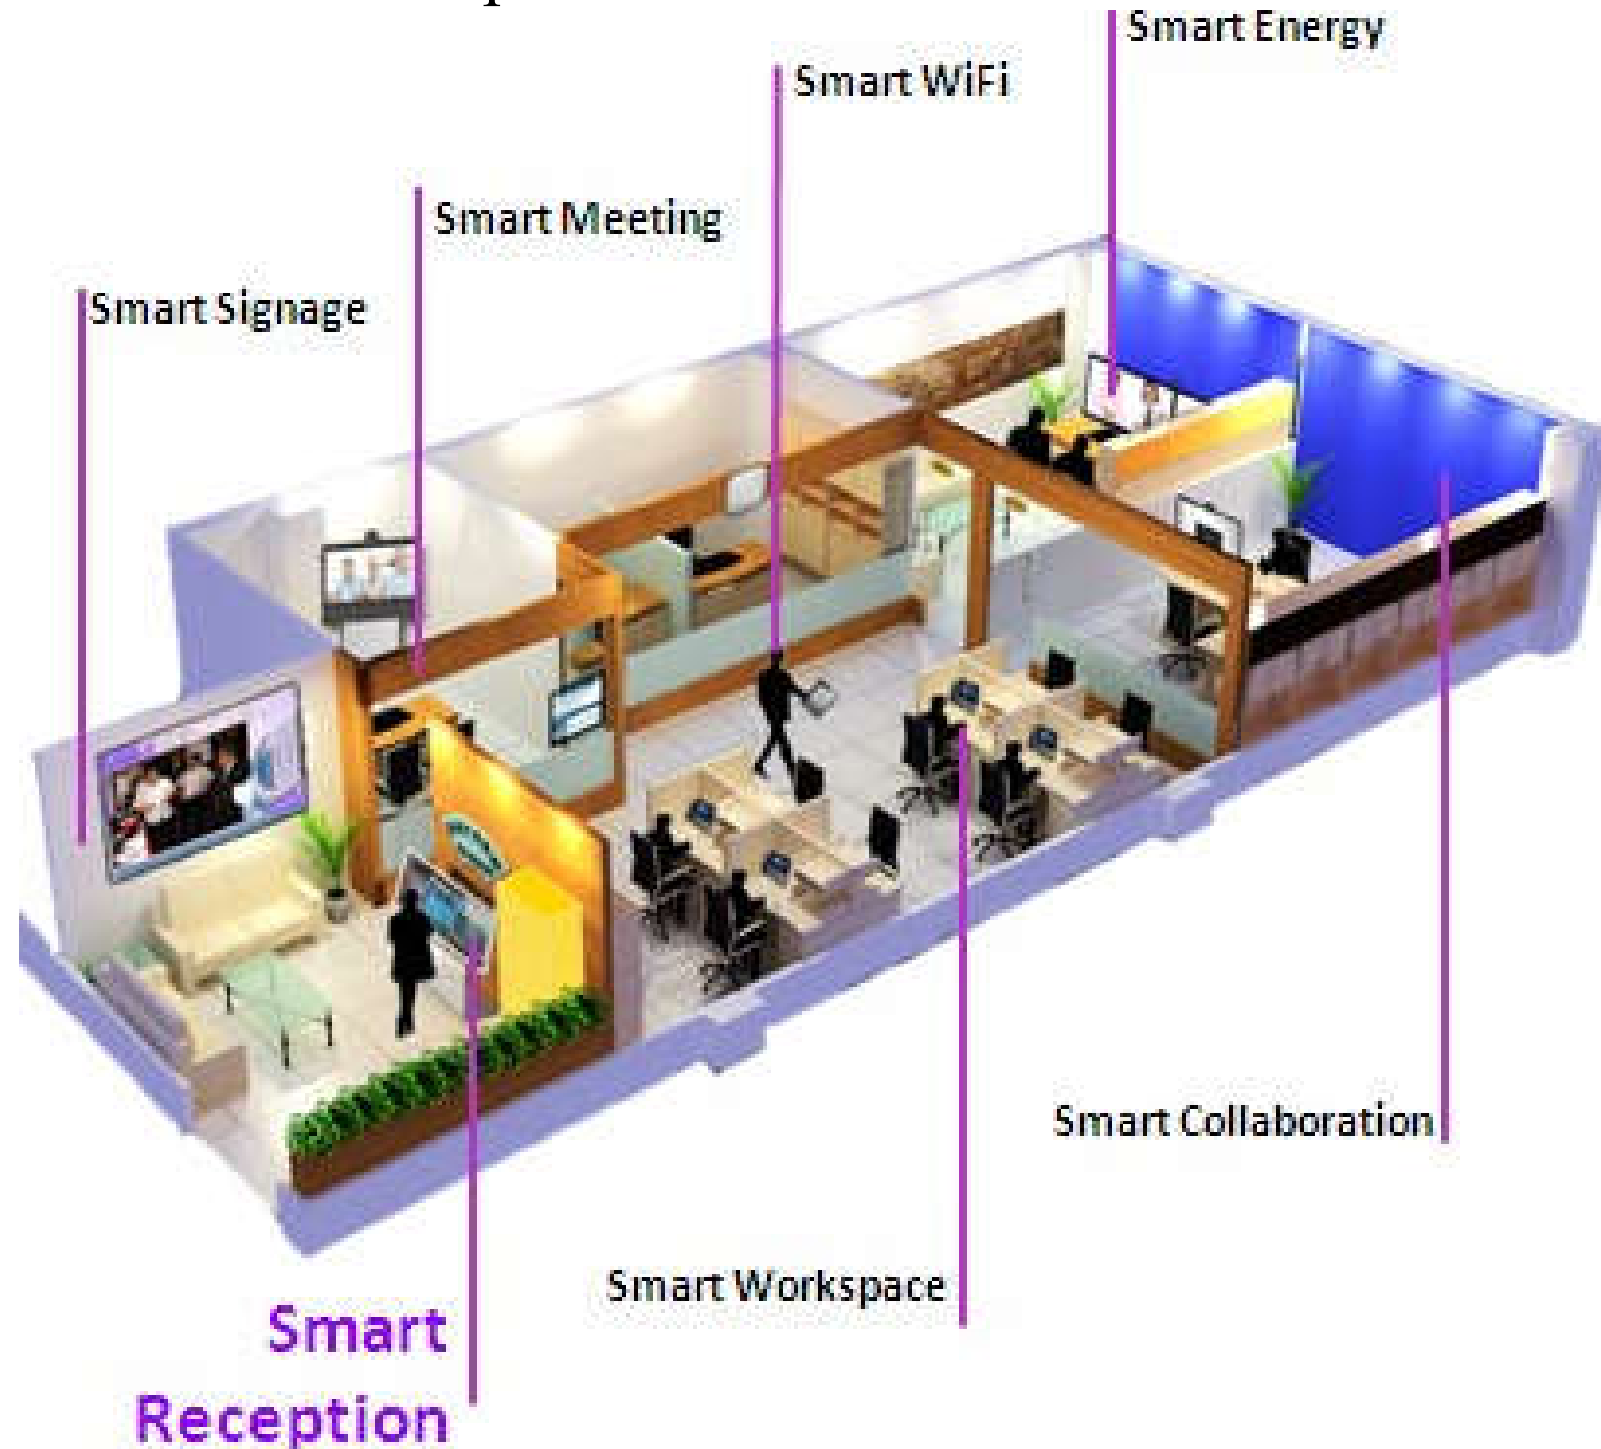 Smart Energy
Smart WiFi
Smart Meeting
Smart Signage
Smart Collaboration
Smart Workspace
Smart
Reception